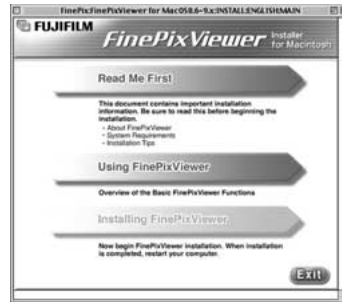 FinePix:FinePixViewer for MacOS8.6-9.x:INSTALL:ENGLISH:MAIN
FUJIFILM
FinePixViewer Installer for Macintosh
Read Me First
This document contains important installation
information. Be sure to read this before beginning the
installation.
- About FinePixViewer
- System Requirements
- Installation Tips
Using FinePixViewer
Overview of the Basic FinePixViewer Functions
Installing FinePixViewer
Now begin FinePixViewer installation. When installation
is completed, restart your computer.
Exit